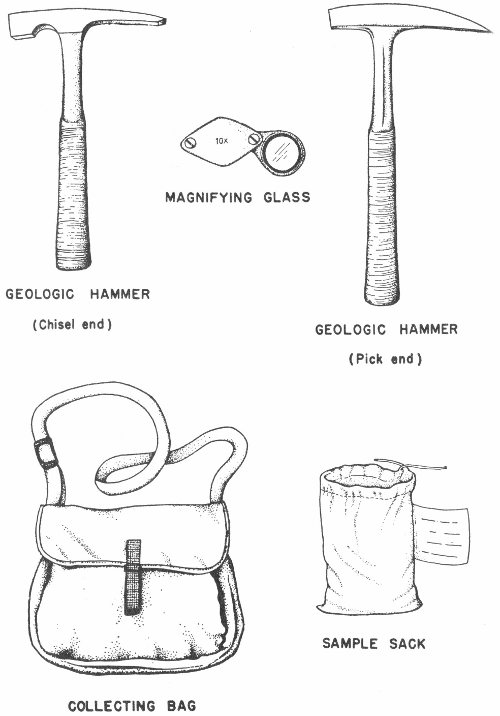 10x
MAGNIFYING GLASS
GEOLOGIC HAMMER
(Chisel end)
GEOLOGIC HAMMER
(Pick end)
SAMPLE SACK
COLLECTING BAG